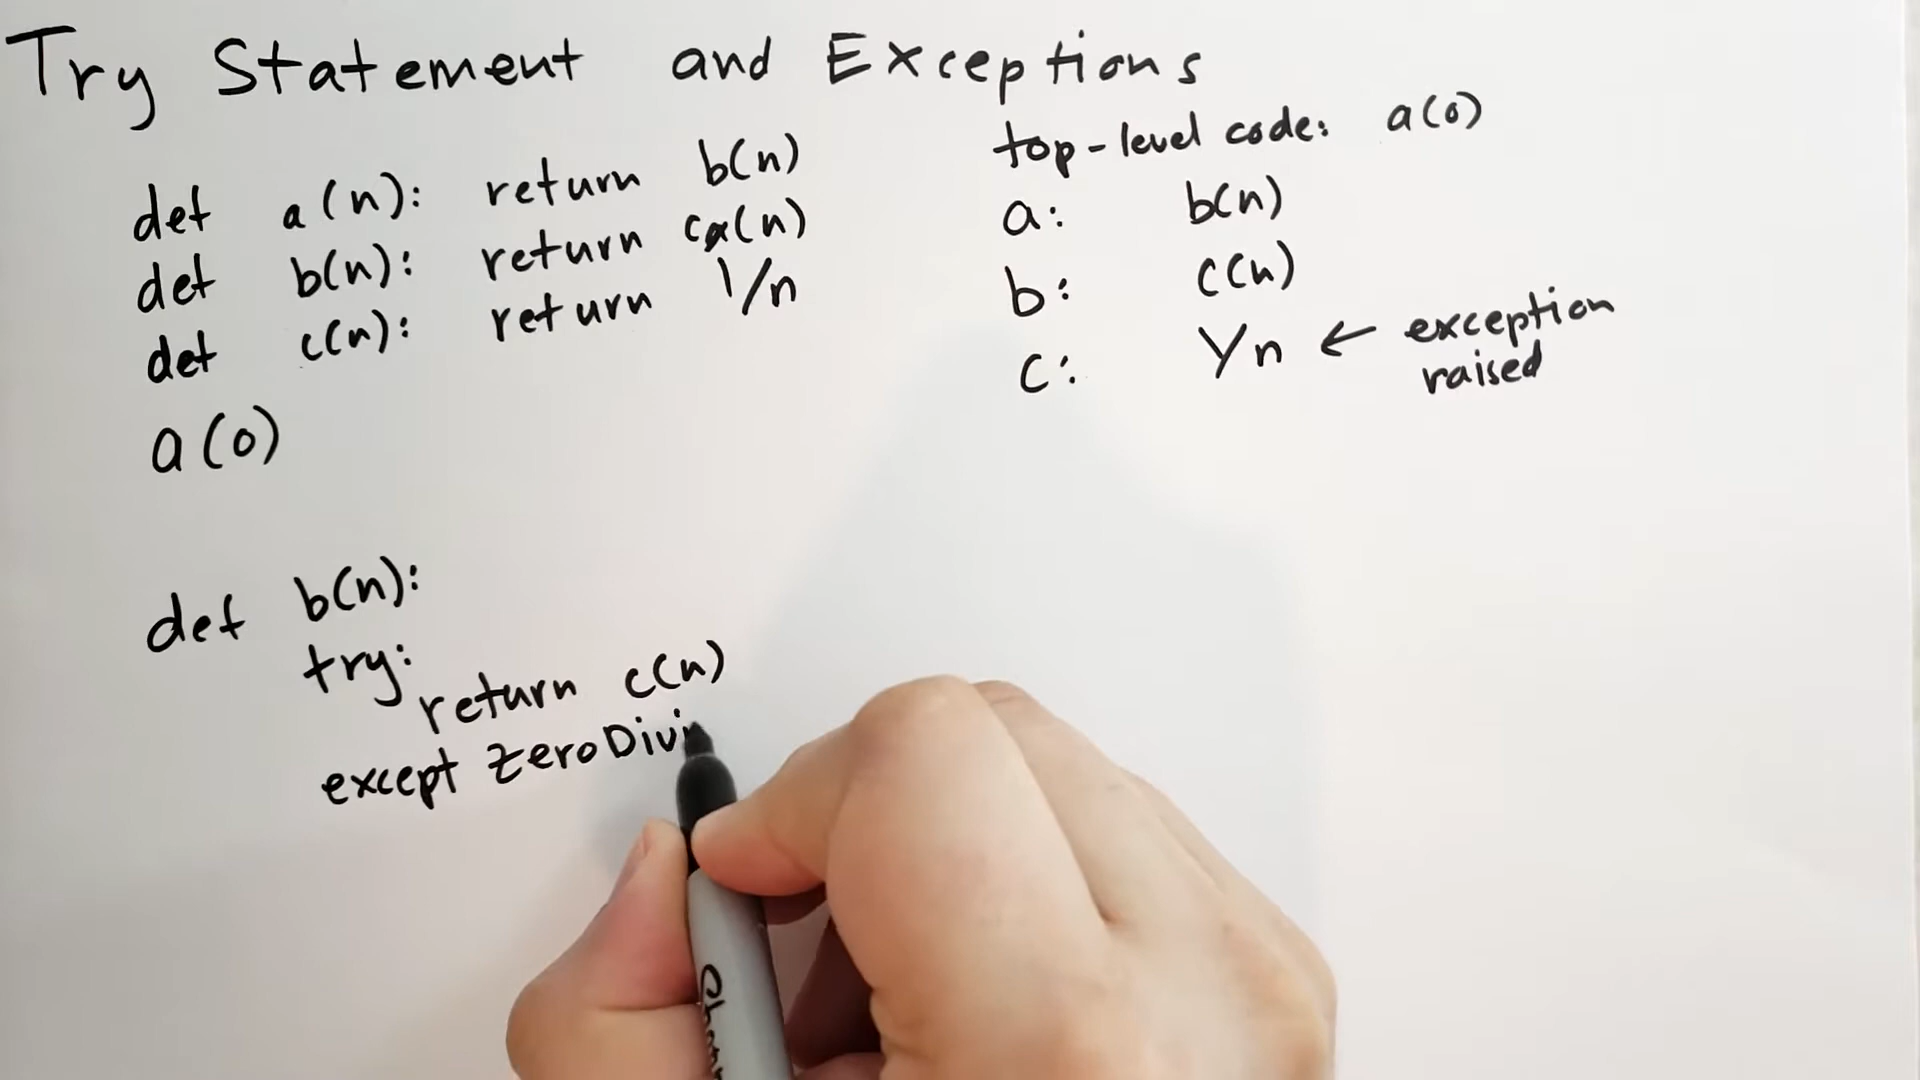 Try Statement and Exceptions
def a(n): return b(n)
def b(n): return c(n)
def c(n): return 1/n
a(0)
top-level code: a(0)
a: b(n)
b: c(n)
c: 1/n ← exception
raised
def b(n):
try:
return c(n)
except ZeroDivi